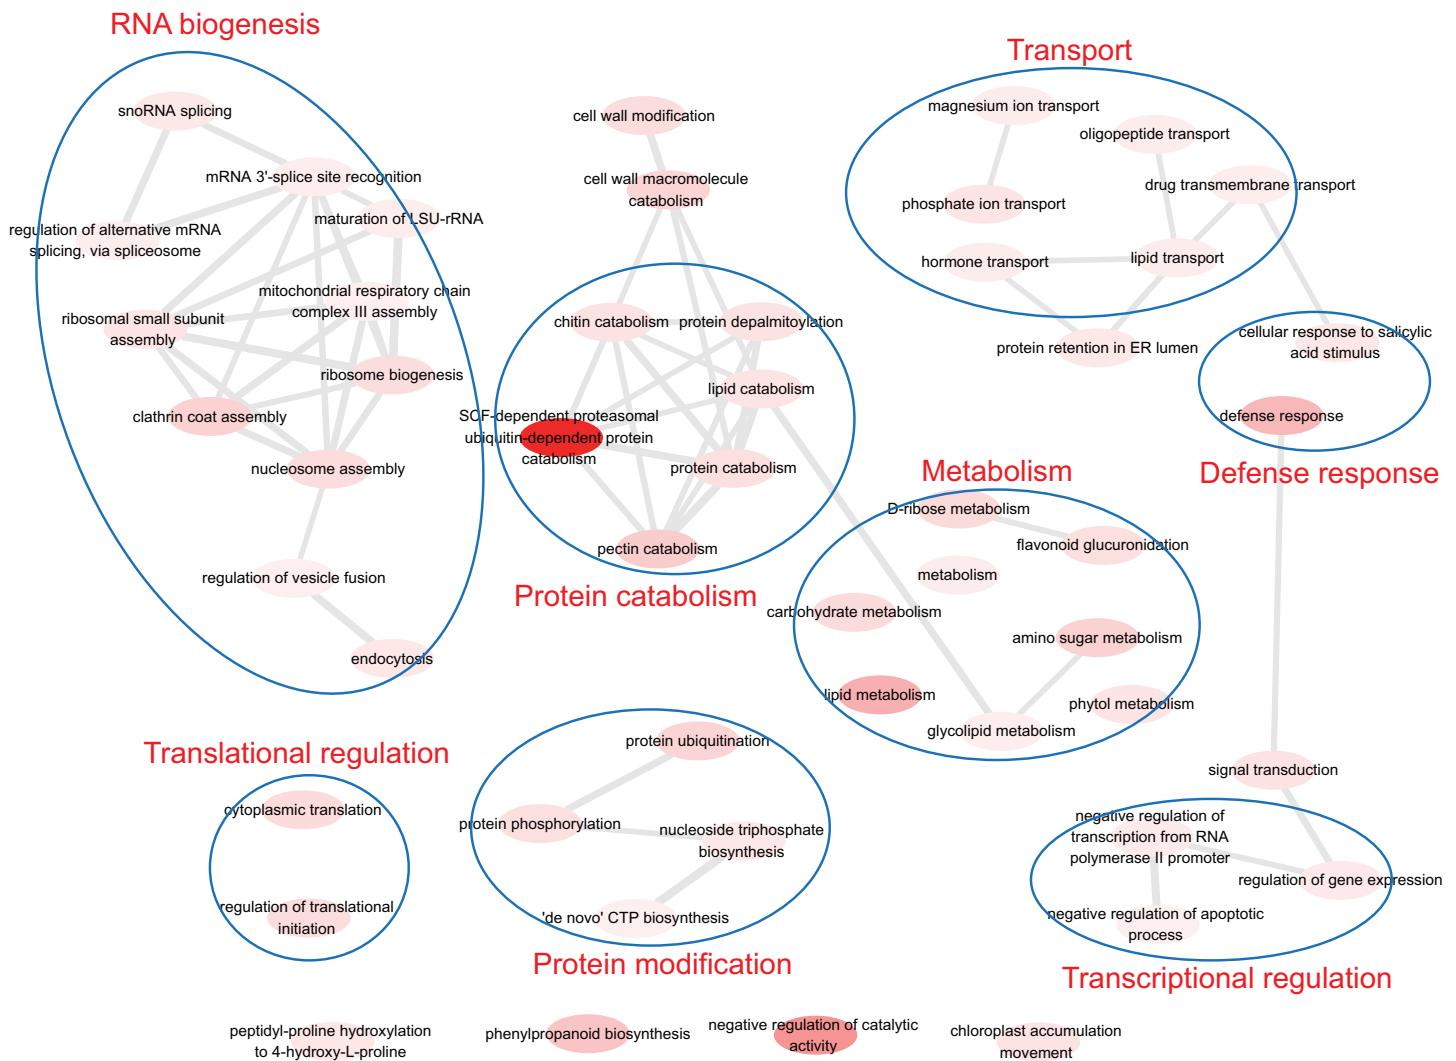 RNA biogenesis
snoRNA splicing
mRNA 3'-splice site recognition
maturation of LSU-rRNA
regulation of alternative mRNA
splicing, via spliceosome
mitochondrial respiratory chain
complex III assembly
ribosomal small subunit
assembly
ribosome biogenesis
clathrin coat assembly
nucleosome assembly
regulation of vesicle fusion
endocytosis
cell wall modification
cell wall macromolecule
catabolism
chitin catabolism
protein depalmitoylation
lipid catabolism
SCF-dependent proteasomal
ubiquitin-dependent protein
catabolism
protein catabolism
pectin catabolism
Protein catabolism
Transport
magnesium ion transport
oligopeptide transport
drug transmembrane transport
phosphate ion transport
hormone transport
lipid transport
protein retention in ER lumen
cellular response to salicylic
acid stimulus
defense response
Defense response
Metabolism
D-ribose metabolism
flavonoid glucuronidation
metabolism
carbohydrate metabolism
amino sugar metabolism
lipid metabolism
phytol metabolism
glycolipid metabolism
Translational regulation
cytoplasmic translation
regulation of translational
initiation
protein ubiquitination
protein phosphorylation
nucleoside triphosphate
biosynthesis
'de novo' CTP biosynthesis
Protein modification
signal transduction
negative regulation of
transcription from RNA
polymerase II promoter
regulation of gene expression
negative regulation of apoptotic
process
Transcriptional regulation
peptidyl-proline hydroxylation
to 4-hydroxy-L-proline
phenylpropanoid biosynthesis
negative regulation of catalytic
activity
chloroplast accumulation
movement